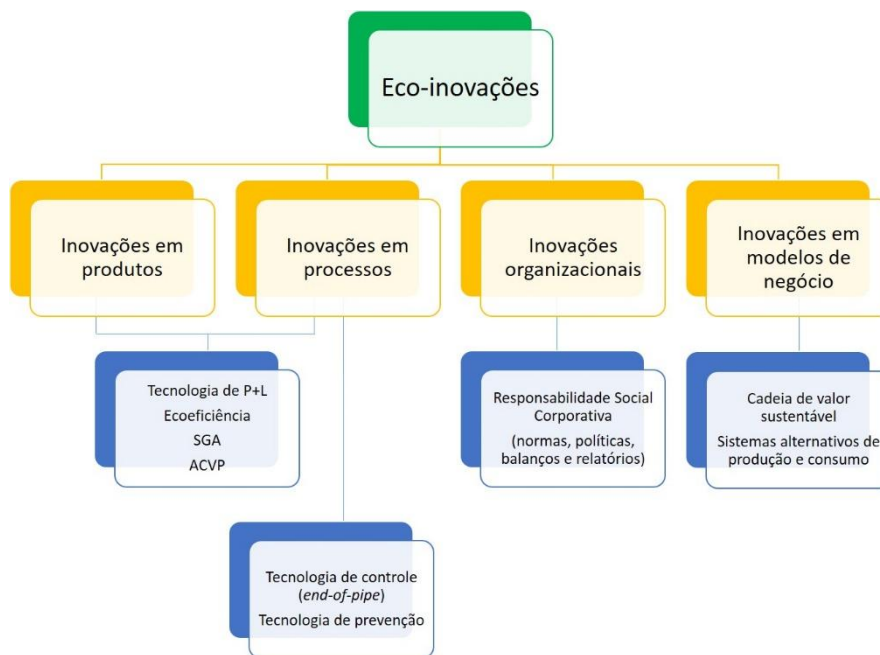 Eco-inovações
Inovações em
produtos
Inovações em
processos
Inovações
organizacionais
Inovações em
modelos de
negócio
Tecnologia de P+L
Ecoeficiência
SGA
ACVP
Responsabilidade Social
Corporativa
(normas, políticas,
balanços e relatórios)
Cadeia de valor
sustentável
Sistemas alternativos de
produção e consumo
Tecnologia de controle
(end-of-pipe)
Tecnologia de prevenção